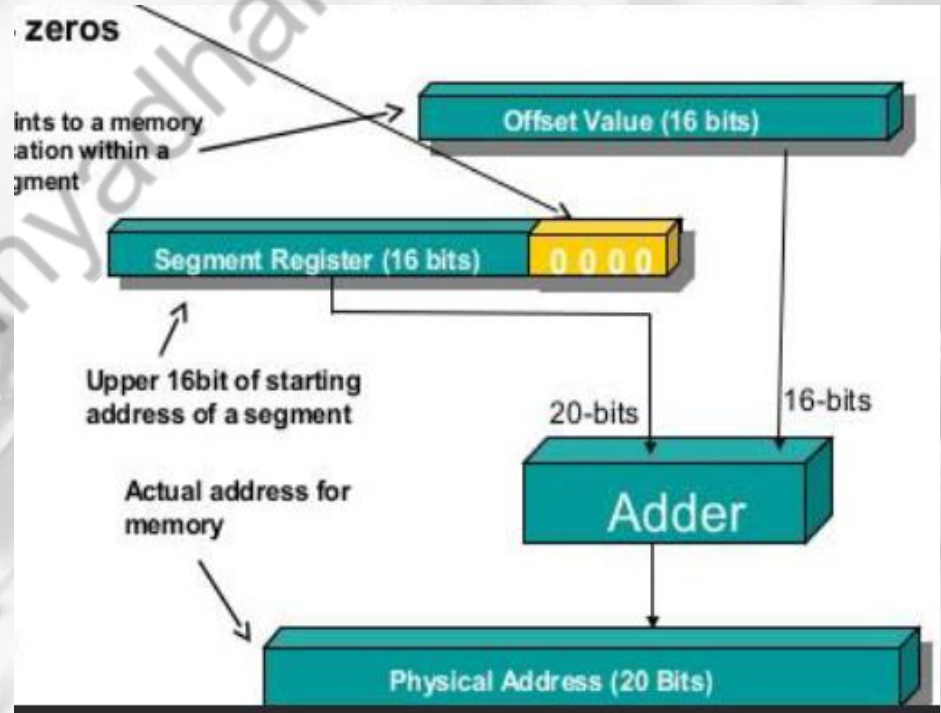 zeros
Offset Value (16 bits)
ints to a memory
cation within a
gment
Segment Register (16 bits)
0 0 0 0
Upper 16bit of starting
address of a segment
20-bits
16-bits
Actual address for
memory
Adder
Physical Address (20 Bits)